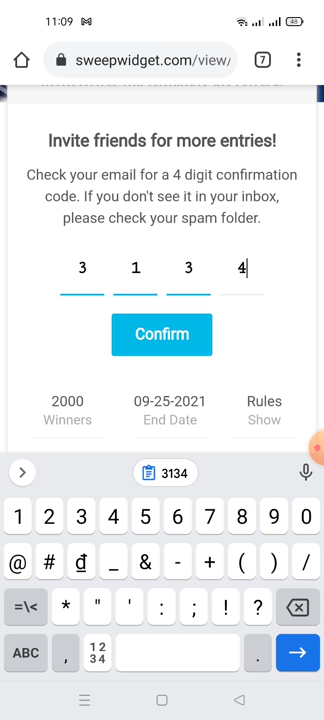 11:09
48
sweepwidget.com/view/
7
Invite friends for more entries!
Check your email for a 4 digit confirmation
code. If you don't see it in your inbox,
please check your spam folder.
3 1 3 4
Confirm
2000 09-25-2021 Rules
Winners End Date Show
3134
1 2 3 4 5 6 7 8 9 0
@ # ₫ _ & - + ( ) /
=\< * " ' : ; ! ?
ABC , 12 34 .